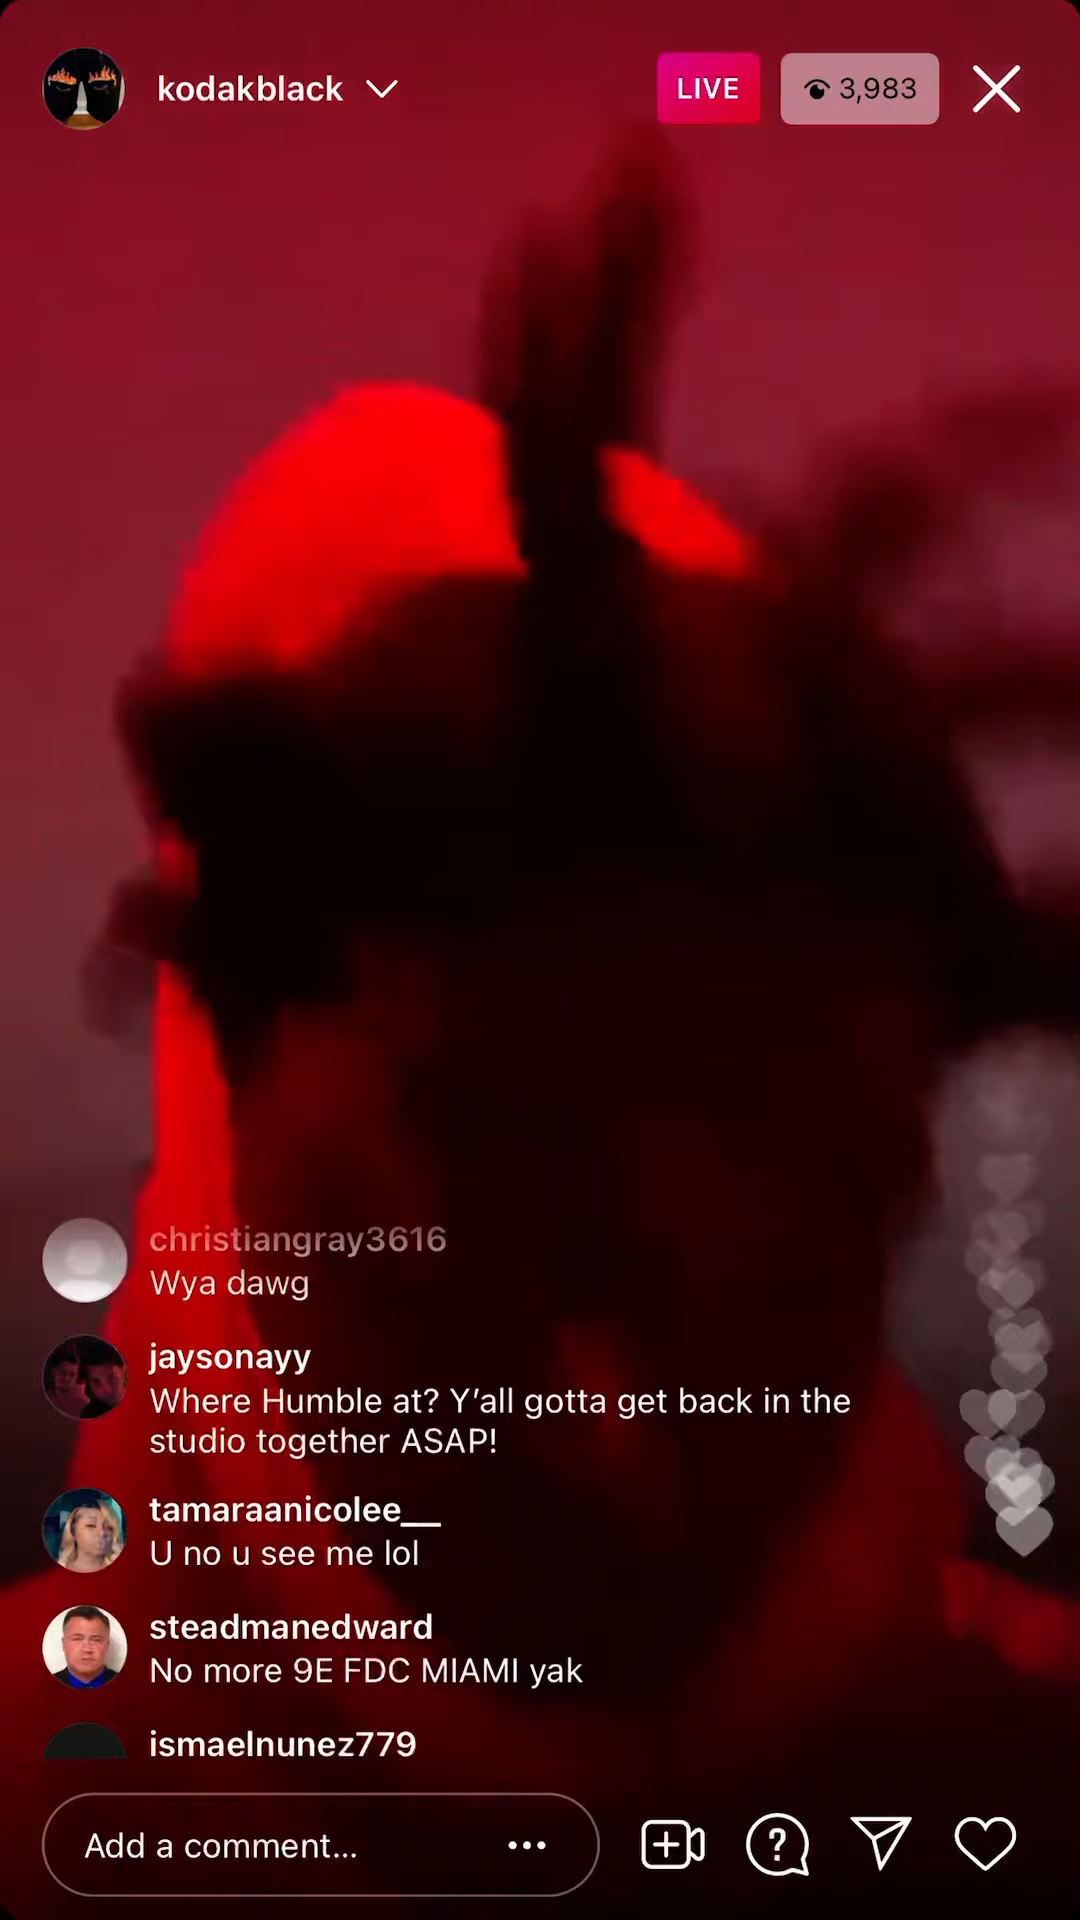 kodakblack
LIVE
3,983
christiangray3616
Wya dawg
jaysonayy
Where Humble at? Y'all gotta get back in the
studio together ASAP!
tamaraanicolee__
U no u see me lol
steadmanedward
No more 9E FDC MIAMI yak
ismaelnunez779
Add a comment...